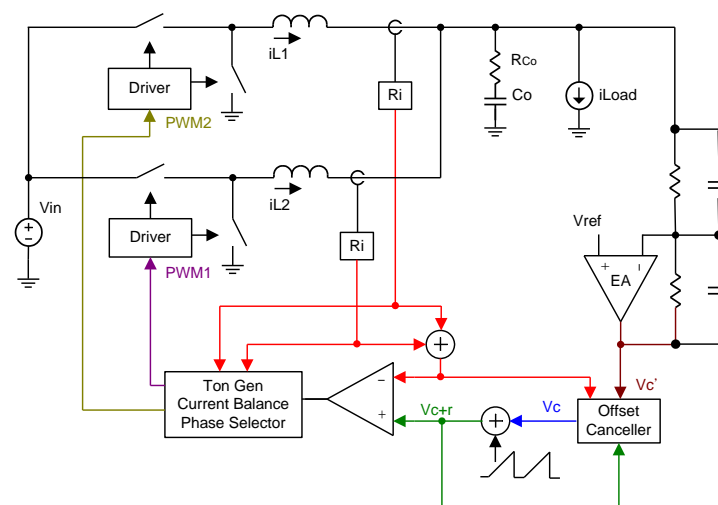 iL1
RCo
Driver
Ri
Co
iLoad
PWM2
iL2
Vin
Driver
Ri
Vref
PWM1
+ -
EA
+
Ton Gen
Current Balance
Phase Selector
-
+
Vc+r
Vc
Vc'
+
Offset
Canceller